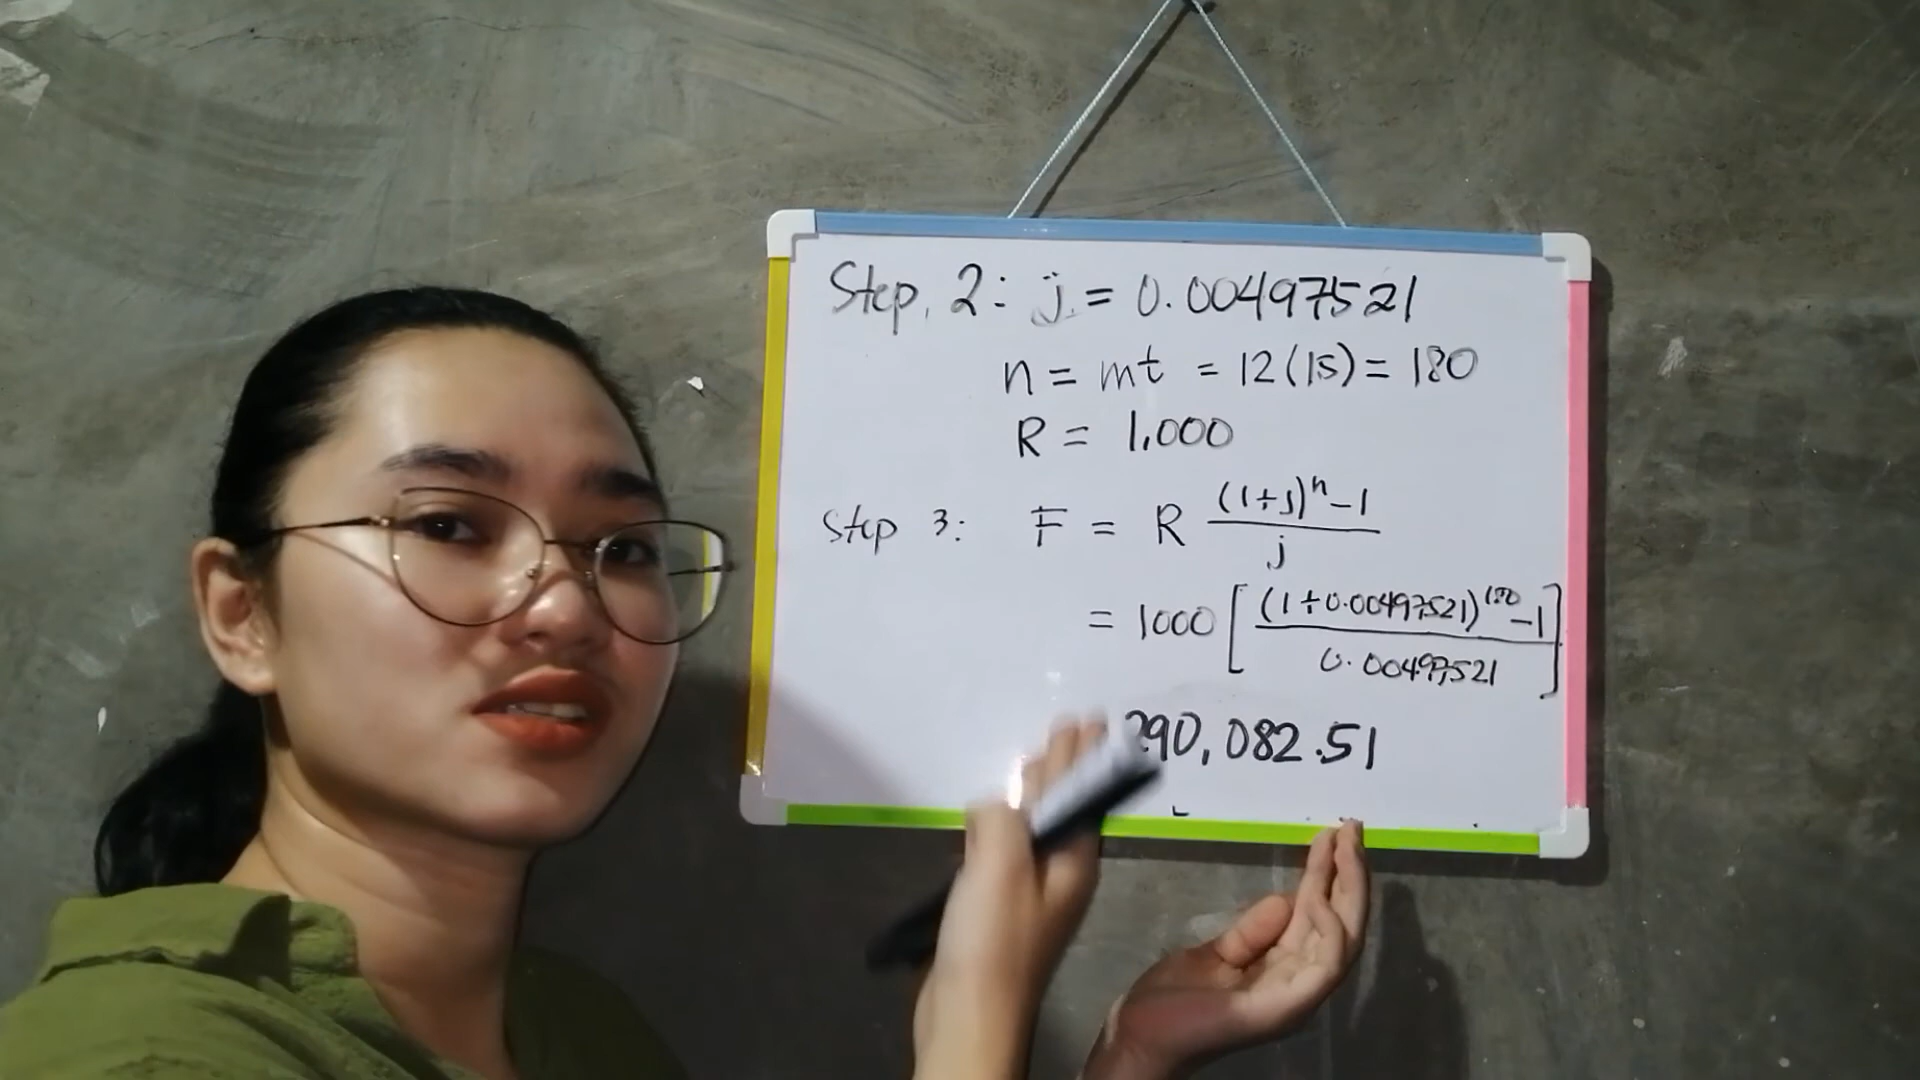 Step. 2: j. = 0.00497521
n = mt = 12(15) = 180
R = 1,000
Step 3: F = R (1+j)^n - 1 / j
= 1000 [ (1+0.00497521)^180 - 1 / 0.00497521 ]
290,082.51